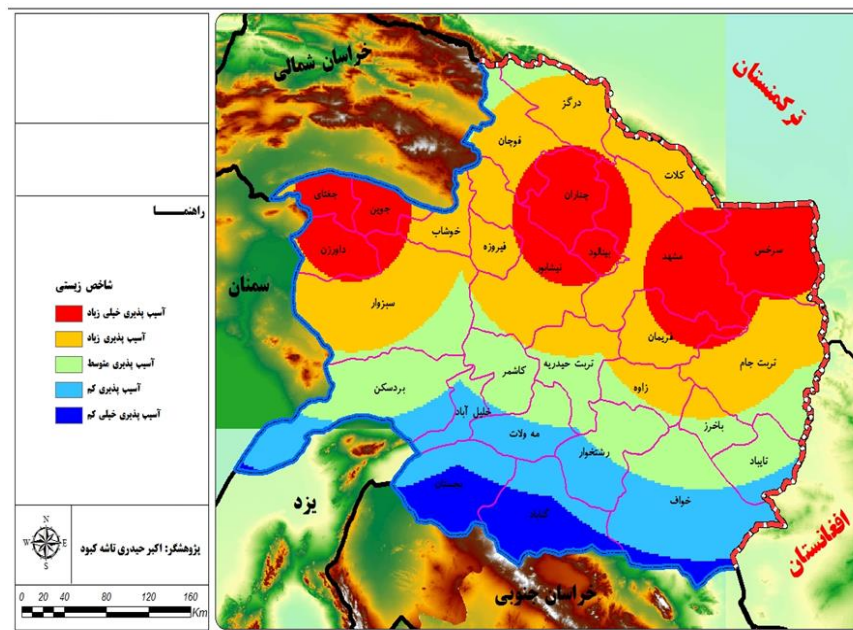 راهنمـــــا
شاخص زیستی
آسیب پذیری خیلی زیاد
آسیب پذیری زیاد
آسیب پذیری متوسط
آسیب پذیری کم
آسیب پذیری خیلی کم
N
W E
S
پژوهشگر: اکبر حیدری تاشه کبود
0 20 40 80 120 160
Km
خراسان شمالی
ترکمنستان
درگز
قوچان
کلات
چناران
جغتای
جوین
خوشاب
فیروزه
بینالود
مشهد
سرخس
داورزن
نیشابور
سمنان
سبزوار
فریمان
تربت جام
تربت حیدریه
کاشمر
زاوه
بردسکن
خلیل آباد
باخرز
مه ولات
رشتخوار
تایباد
خواف
بجستان
گناباد
یزد
افغانستان
خراسان جنوبی